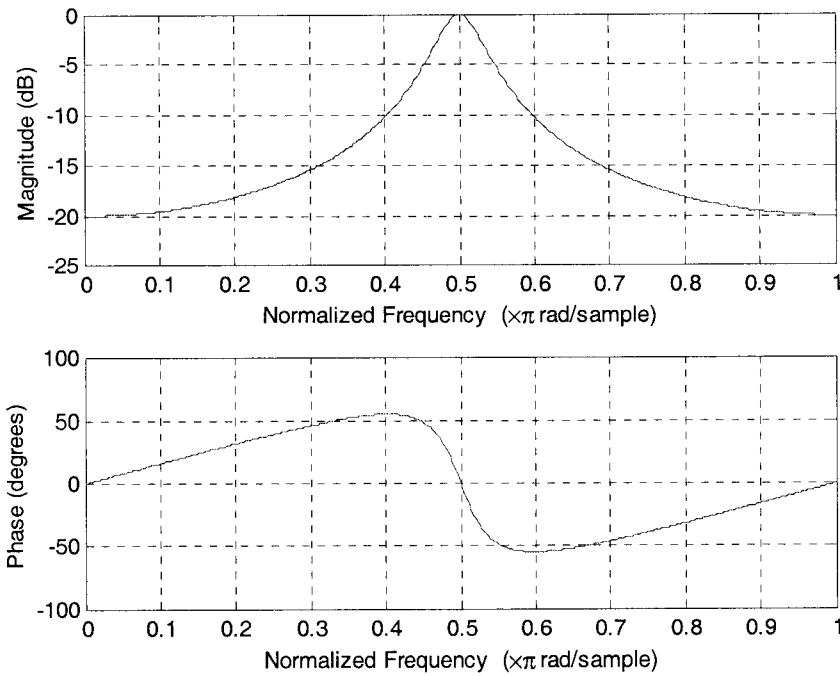 0
-5
-10
-15
-20
-25
Magnitude (dB)
0 0.1 0.2 0.3 0.4 0.5 0.6 0.7 0.8 0.9 1
Normalized Frequency (×π rad/sample)
100
50
0
-50
-100
Phase (degrees)
0 0.1 0.2 0.3 0.4 0.5 0.6 0.7 0.8 0.9 1
Normalized Frequency (×π rad/sample)